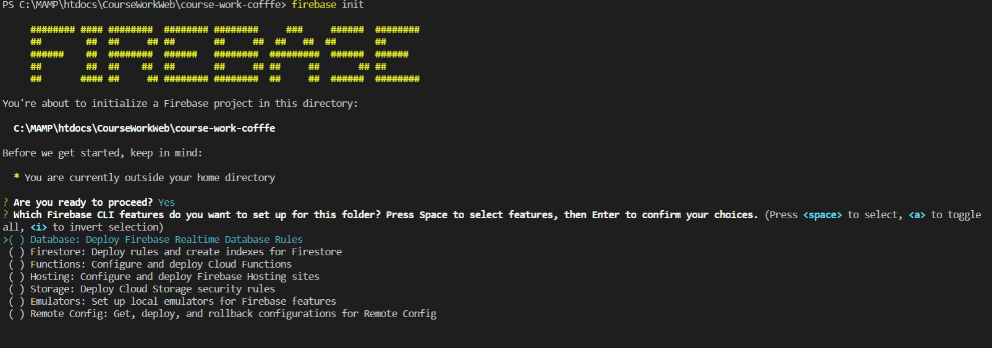 PS C:\MAMP\htdocs\CourseWorkWeb\course-work-cofffe> firebase init
######## #### ########  ######## ########     ###     ######  ########
##        ##  ##     ## ##       ##     ##  ##   ##  ##       ##
######    ##  ########  ######   ########  #########  ######  ######
##        ##  ##    ##  ##       ##     ## ##     ##       ## ##
##       #### ##     ## ######## ########  ##     ##  ######  ########
You're about to initialize a Firebase project in this directory:
C:\MAMP\htdocs\CourseWorkWeb\course-work-cofffe
Before we get started, keep in mind:
* You are currently outside your home directory
? Are you ready to proceed? Yes
? Which Firebase CLI features do you want to set up for this folder? Press Space to select features, then Enter to confirm your choices. (Press <space> to select, <a> to toggle
all, <i> to invert selection)
>( ) Database: Deploy Firebase Realtime Database Rules
( ) Firestore: Deploy rules and create indexes for Firestore
( ) Functions: Configure and deploy Cloud Functions
( ) Hosting: Configure and deploy Firebase Hosting sites
( ) Storage: Deploy Cloud Storage security rules
( ) Emulators: Set up local emulators for Firebase features
( ) Remote Config: Get, deploy, and rollback configurations for Remote Config